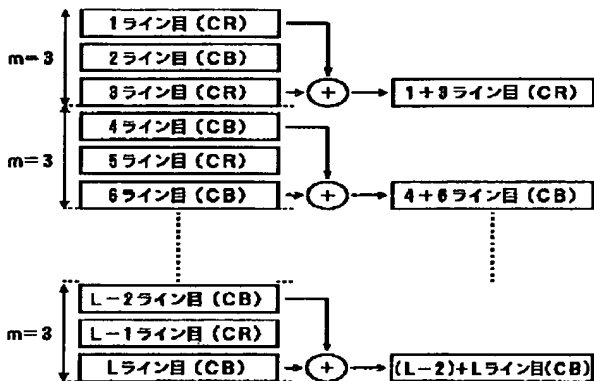 1ライン目(CR)
m=3
2ライン目(CB)
3ライン目(CR)
+
1+3ライン目(CR)
4ライン目(CB)
m=3
5ライン目(CR)
6ライン目(CB)
+
4+6ライン目(CB)
L-2ライン目(CB)
m=3
L-1ライン目(CR)
Lライン目(CB)
+
(L-2)+Lライン目(CB)